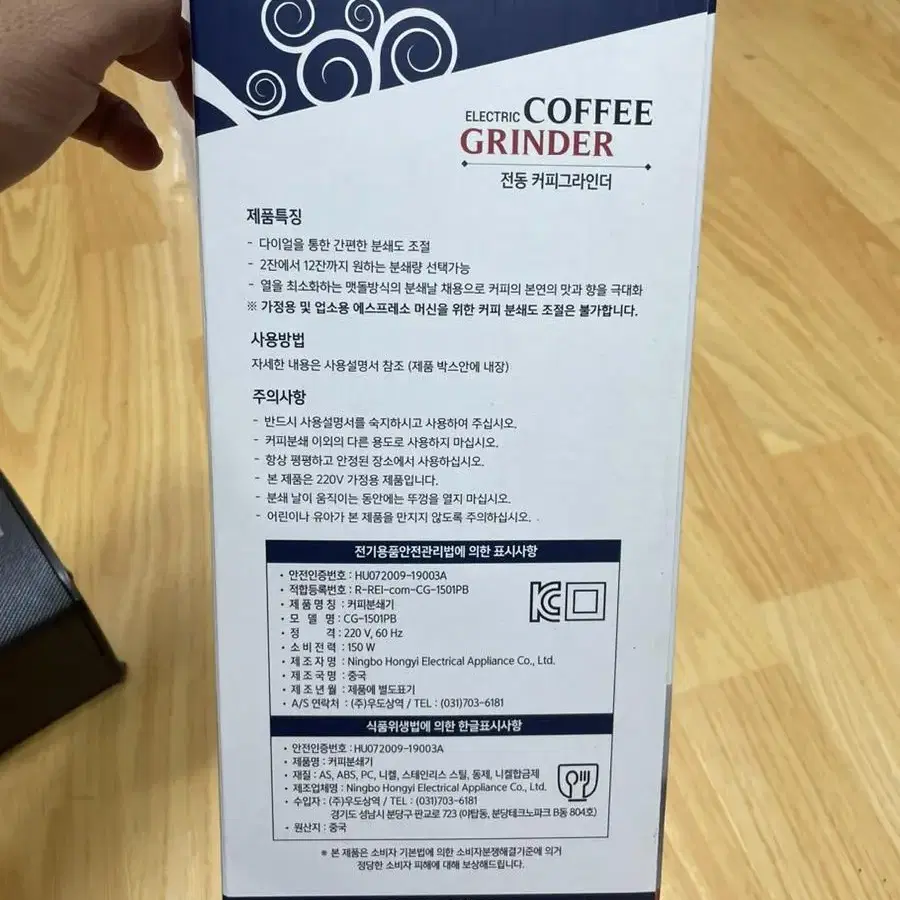 ELECTRIC COFFEE
GRINDER
전동 커피그라인더
제품특징
- 다이얼을 통한 간편한 분쇄도 조절
- 2잔에서 12잔까지 원하는 분쇄량 선택가능
- 열을 최소화하는 맷돌방식의 분쇄날 채용으로 커피의 본연의 맛과 향을 극대화
※ 가정용 및 업소용 에스프레소 머신을 위한 커피 분쇄도 조절은 불가합니다.
사용방법
자세한 내용은 사용설명서 참조 (제품 박스안에 내장)
주의사항
- 반드시 사용설명서를 숙지하시고 사용하여 주십시오.
- 커피분쇄 이외의 다른 용도로 사용하지 마십시오.
- 항상 평평하고 안정된 장소에서 사용하십시오.
- 본 제품은 220V 가정용 제품입니다.
- 분쇄 날이 움직이는 동안에는 뚜껑을 열지 마십시오.
- 어린이나 유아가 본 제품을 만지지 않도록 주의하십시오.
전기용품안전관리법에 의한 표시사항
• 안전인증번호 : HU072009-19003A
• 적합등록번호 : R-REI-com-CG-1501PB
• 제 품 명 칭 : 커피분쇄기
• 모 델 명 : CG-1501PB
• 정 격 : 220 V, 60 Hz
• 소 비 전 력 : 150 W
• 제 조 자 명 : Ningbo Hongyi Electrical Appliance Co., Ltd.
• 제 조 국 명 : 중국
• 제 조 년 월 : 제품에 별도표기
• A/S 연락처 : (주)우도상역 / TEL : (031)703-6181
식품위생법에 의한 한글표시사항
• 안전인증번호 : HU072009-19003A
• 제품명 : 커피분쇄기
• 재질 : AS, ABS, PC, 니켈, 스테인리스 스틸, 동제, 니켈합금제
• 제조업체명 : Ningbo Hongyi Electrical Appliance Co., Ltd.
• 수입자 : (주)우도상역 / TEL : (031)703-6181
경기도 성남시 분당구 판교로 723 (야탑동, 분당테크노파크 B동 804호)
• 원산지 : 중국
※ 본 제품은 소비자 기본법에 의한 소비자분쟁해결기준에 의거
정당한 소비자 피해에 대해 보상해드립니다.